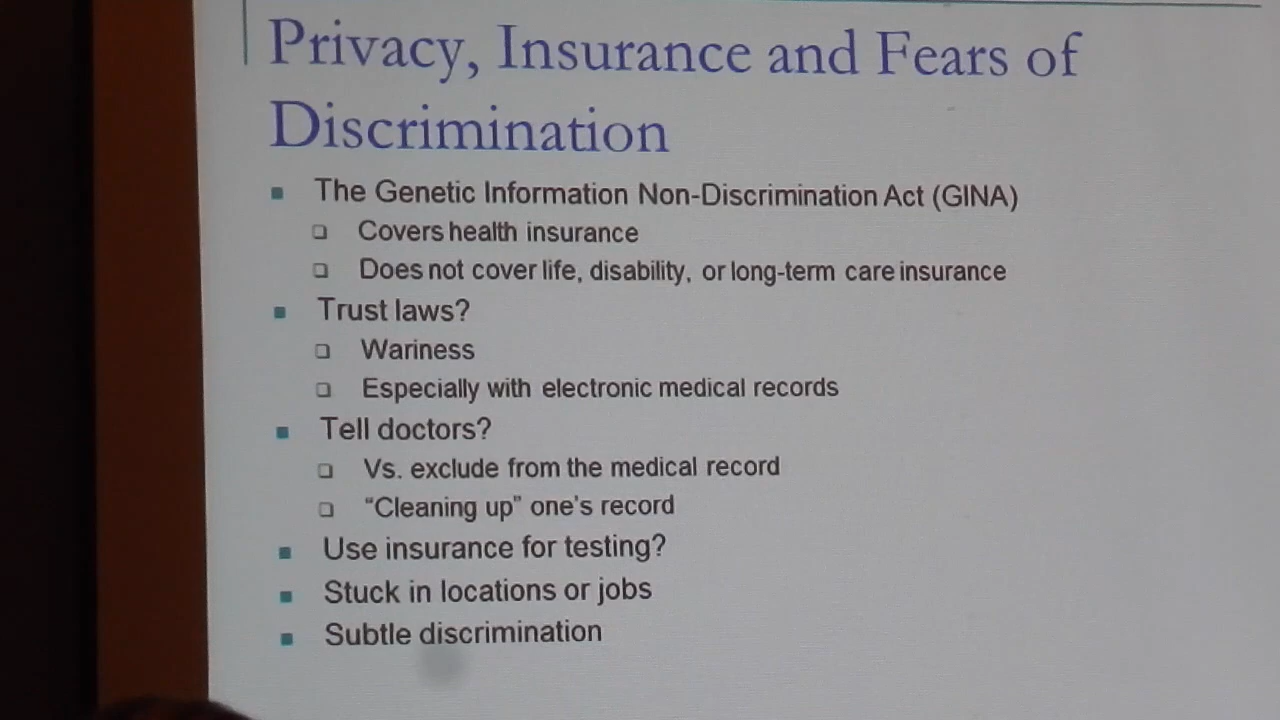 Privacy, Insurance and Fears of
Discrimination
The Genetic Information Non-Discrimination Act (GINA)
Covers health insurance
Does not cover life, disability, or long-term care insurance
Trust laws?
Wariness
Especially with electronic medical records
Tell doctors?
Vs. exclude from the medical record
“Cleaning up” one’s record
Use insurance for testing?
Stuck in locations or jobs
Subtle discrimination